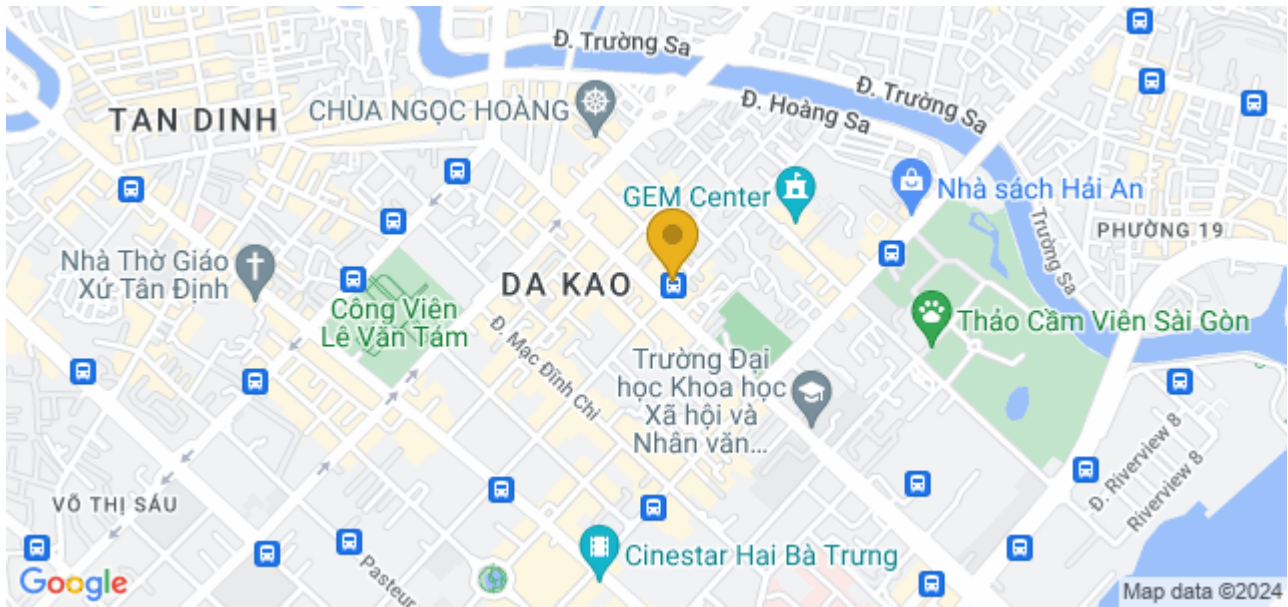 Đ. Trường Sa
CHÙA NGỌC HOÀNG
TAN DINH
Đ. Hoàng Sa
Đ. Trường Sa
GEM Center
Nhà sách Hải An
Trường Sa
PHƯỜNG 19
Nhà Thờ Giáo
Xứ Tân Định
DA KAO
Công Viên
Lê Văn Tám
Đ. Mạc Đĩnh Chi
Thảo Cầm Viên Sài Gòn
Trường Đại
học Khoa học
Xã hội và
Nhân văn...
Đ. Riverview 8
Riverview 8
VÕ THỊ SÁU
Pasteur
Cinestar Hai Bà Trưng
Google
Map data ©2024